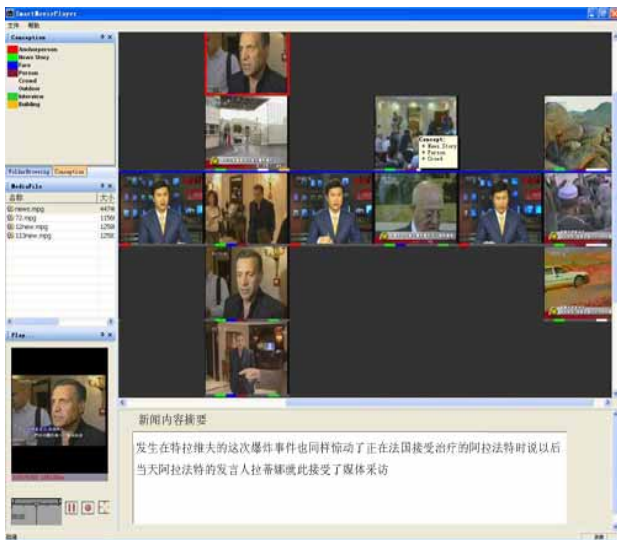 SmartMoviePlayer
文件 帮助
Conception
Anchorperson
News Story
Face
Person
Crowd
Outdoor
Interview
Building
FolderBrowsing Conception
MediaFile
名称 大小
news.mpg 4474
72.mpg
12new.mpg
113new.mpg
Play...
Concept:
+ News Story
+ Person
+ Crowd
新闻内容摘要
发生在特拉维夫的这次爆炸事件也同样惊动了正在法国接受治疗的阿拉法特时说以后
当天阿拉法特的发言人拉蒂娜就此接受了媒体采访